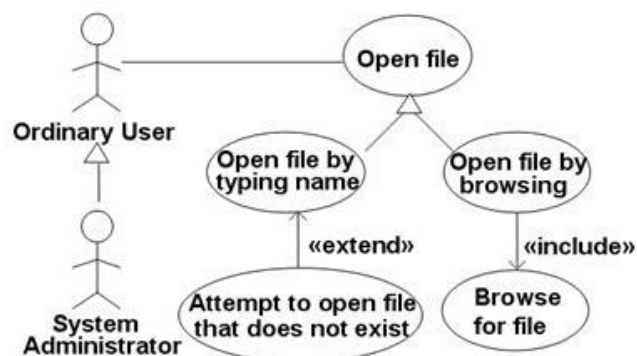 Open file
Ordinary User
Open file by
typing name
Open file by
browsing
«extend»
«include»
Attempt to open file
that does not exist
Browse
for file
System
Administrator